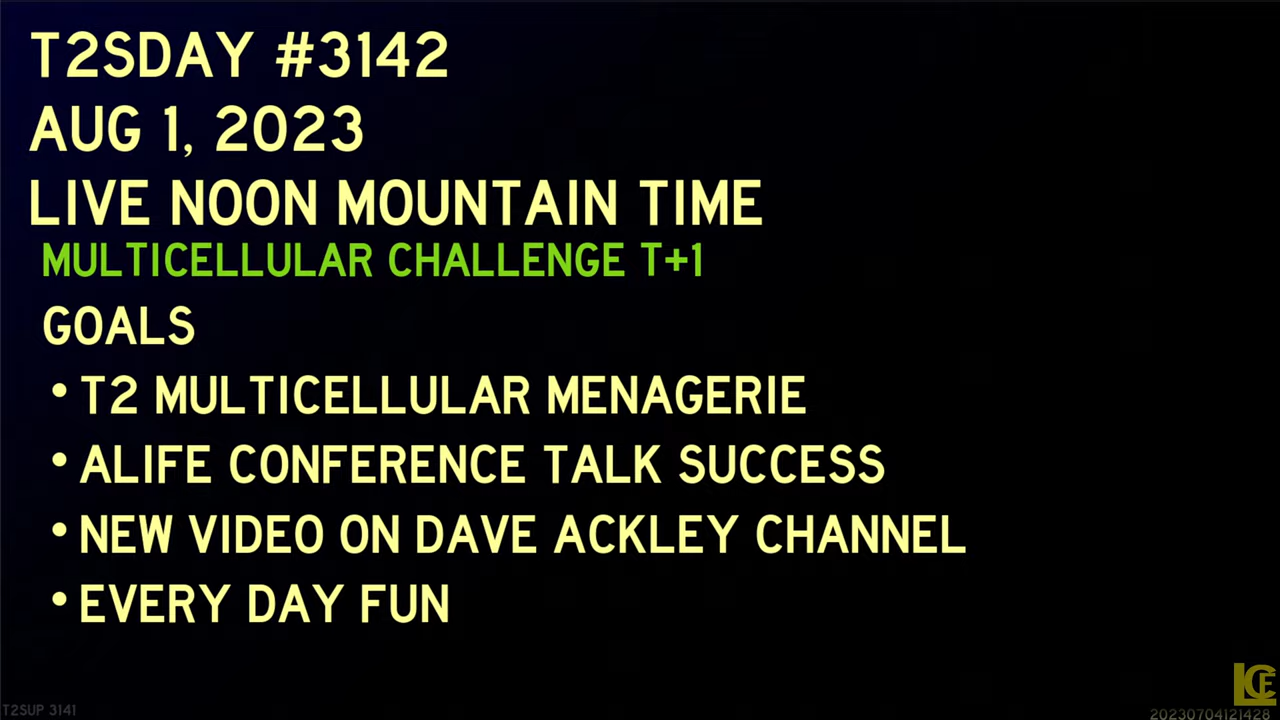 T2SDAY #3142
AUG 1, 2023
LIVE NOON MOUNTAIN TIME
MULTICELLULAR CHALLENGE T+1
GOALS
• T2 MULTICELLULAR MENAGERIE
• ALIFE CONFERENCE TALK SUCCESS
• NEW VIDEO ON DAVE ACKLEY CHANNEL
• EVERY DAY FUN
T2SUP 3141
20230704121428